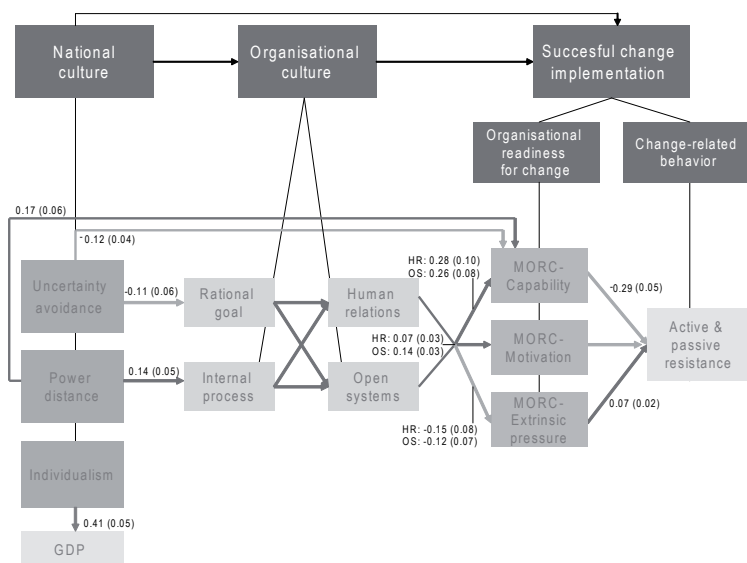 National
culture
Organisational
culture
Succesful change
implementation
Organisational
readiness
for change
Change-related
behavior
0.17 (0.06)
-0.12 (0.04)
HR: 0.28 (0.10)
OS: 0.26 (0.08)
MORC-
Capability
-0.29 (0.05)
Uncertainty
avoidance
-0.11 (0.06)
Rational
goal
Human
relations
HR: 0.07 (0.03)
OS: 0.14 (0.03)
MORC-
Motivation
Active &
passive
resistance
Power
distance
0.14 (0.05)
Internal
process
Open
systems
HR: -0.15 (0.08)
OS: -0.12 (0.07)
MORC-
Extrinsic
pressure
0.07 (0.02)
Individualism
0.41 (0.05)
GDP